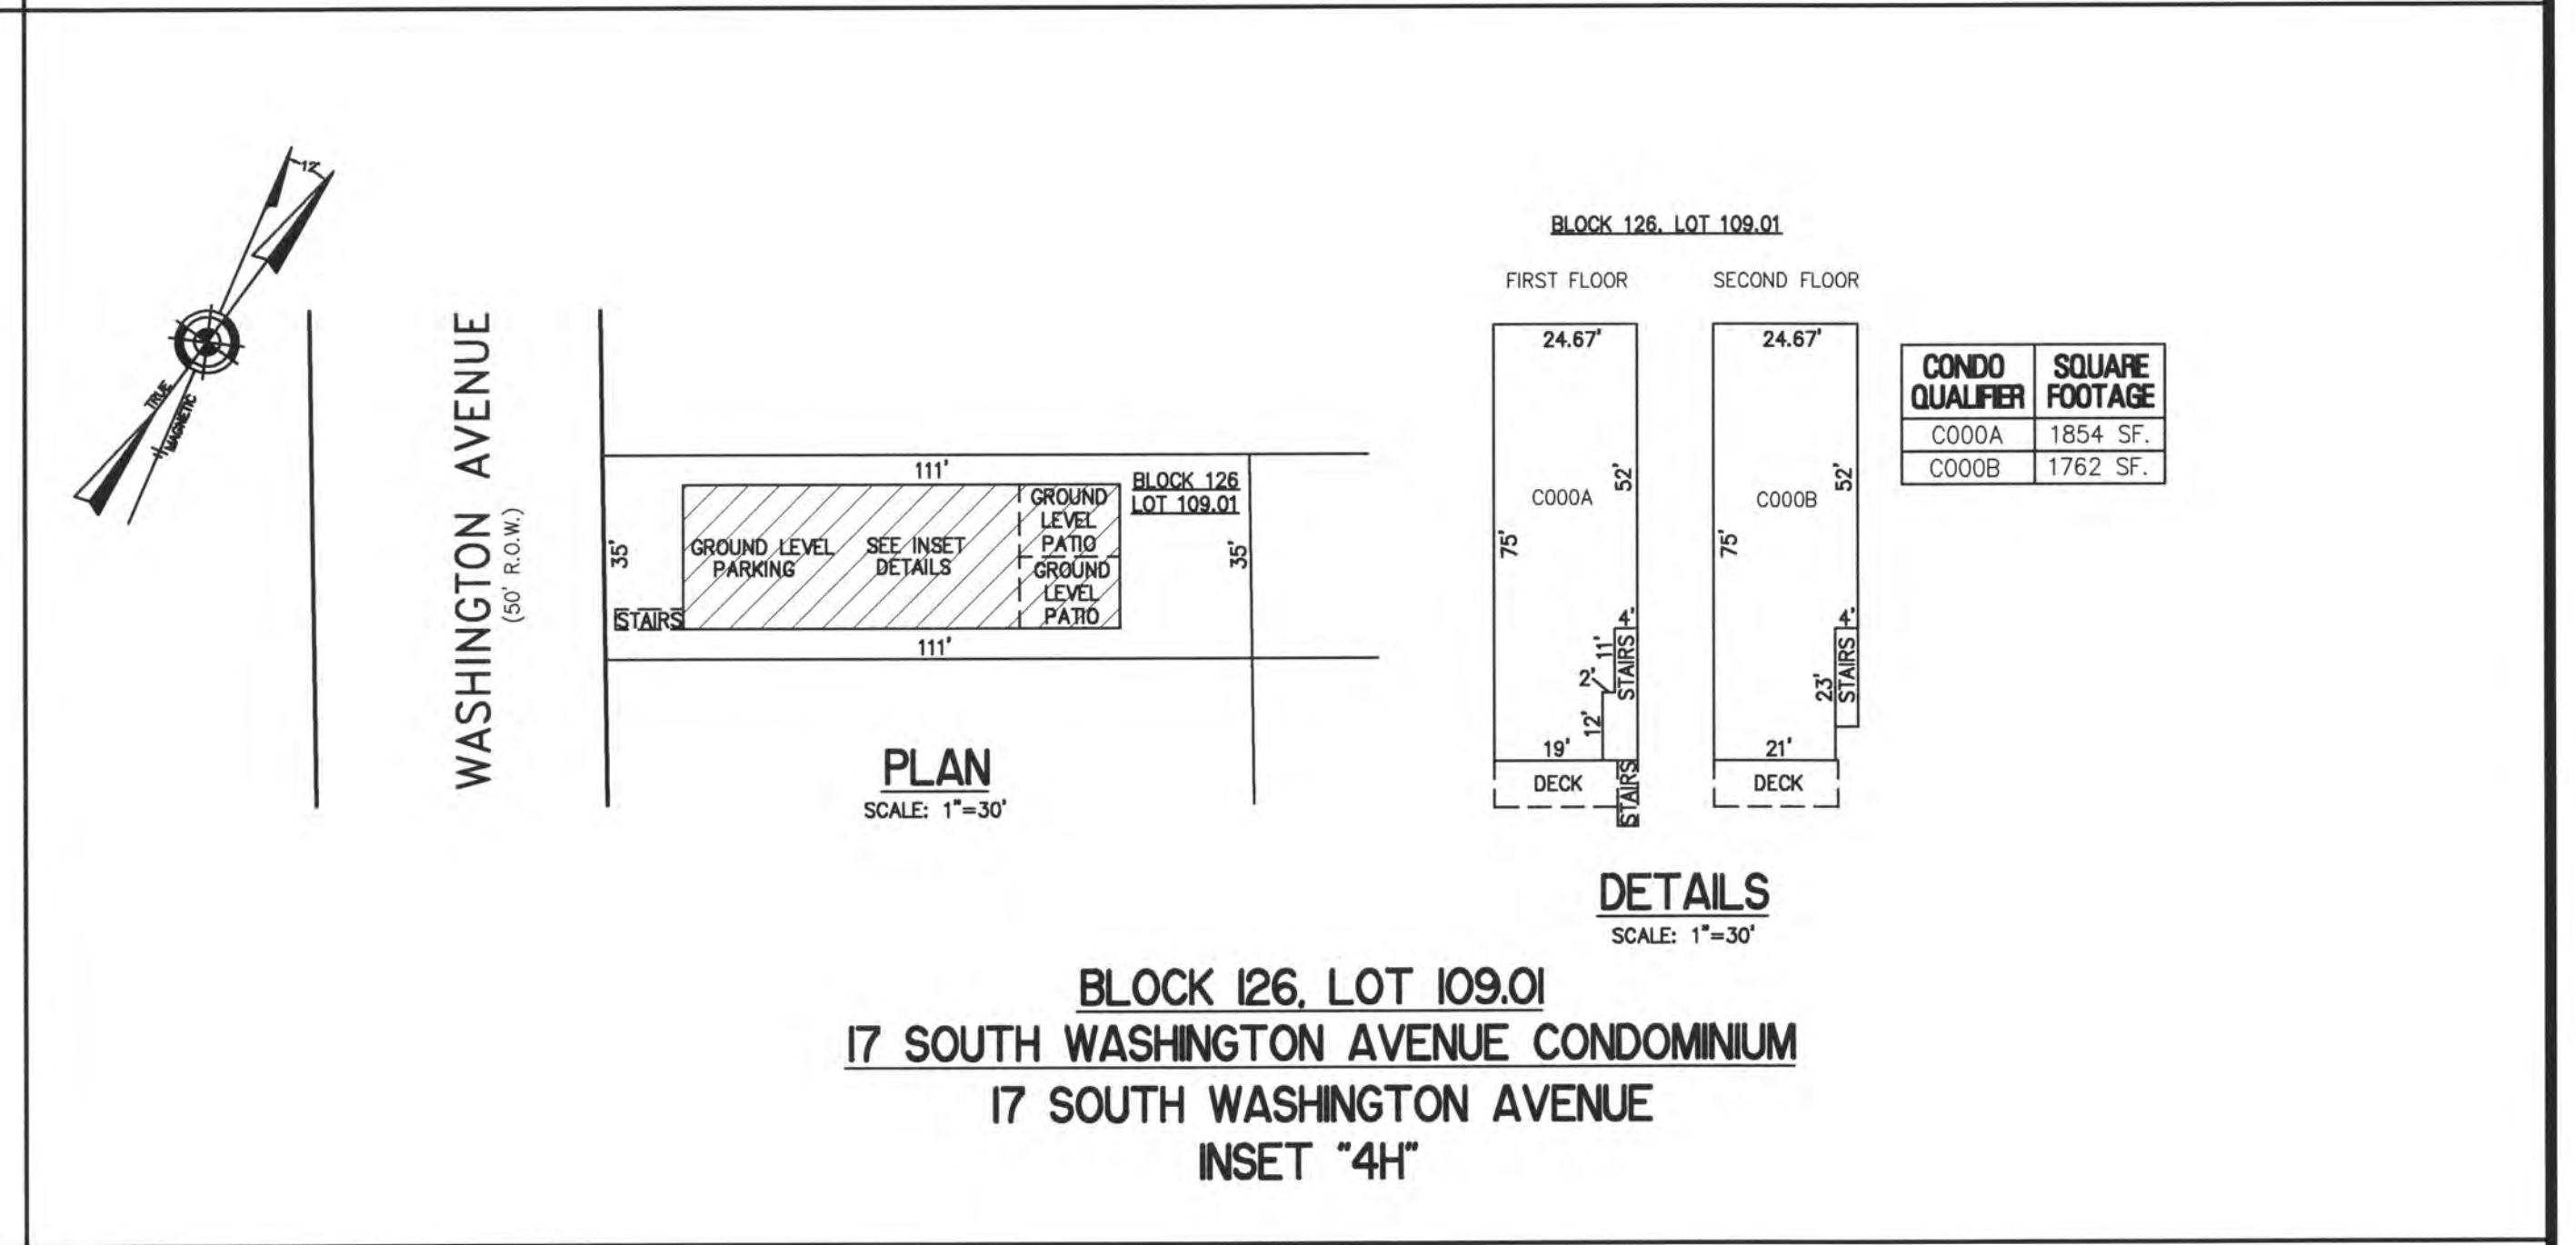 12'
TRUE
MAGNETIC
WASHINGTON AVENUE
(50' R.O.W.)
111'
35'
GROUND LEVEL
PARKING
SEE INSET
DETAILS
GROUND
LEVEL
PATIO
GROUND
LEVEL
PATIO
STAIRS
BLOCK 126
LOT 109.01
35'
111'
PLAN
SCALE: 1"=30'
BLOCK 126, LOT 109.01
FIRST FLOOR
24.67'
C000A
52'
75'
4'
11'
STAIRS
2'
12'
19'
DECK
STAIRS
SECOND FLOOR
24.67'
C000B
52'
75'
4'
STAIRS
23'
21'
DECK
CONDO QUALIFIER
SQUARE FOOTAGE
C000A 1854 SF.
C000B 1762 SF.
DETAILS
SCALE: 1"=30'
BLOCK 126, LOT 109.01
17 SOUTH WASHINGTON AVENUE CONDOMINIUM
17 SOUTH WASHINGTON AVENUE
INSET "4H"